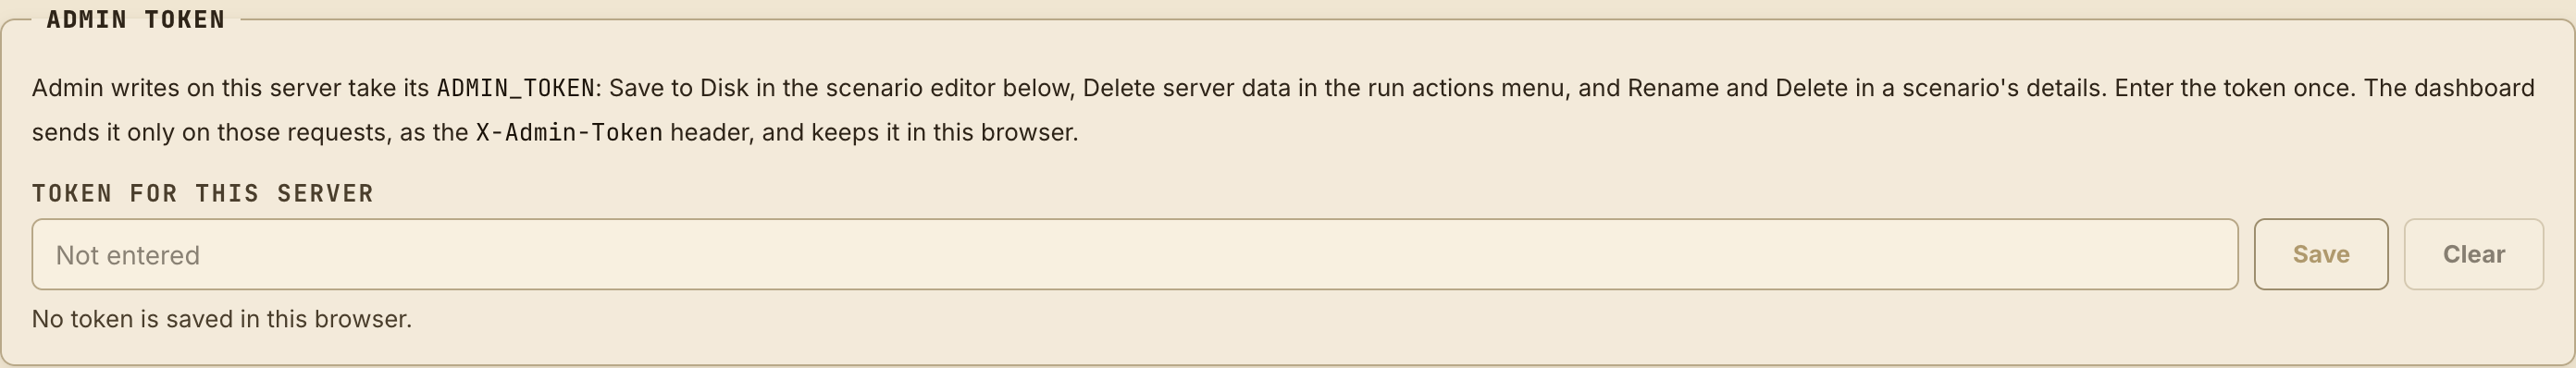 ADMIN TOKEN
Admin writes on this server take its ADMIN_TOKEN: Save to Disk in the scenario editor below, Delete server data in the run actions menu, and Rename and Delete in a scenario's details. Enter the token once. The dashboard
sends it only on those requests, as the X-Admin-Token header, and keeps it in this browser.
TOKEN FOR THIS SERVER
Not entered
Save
Clear
No token is saved in this browser.